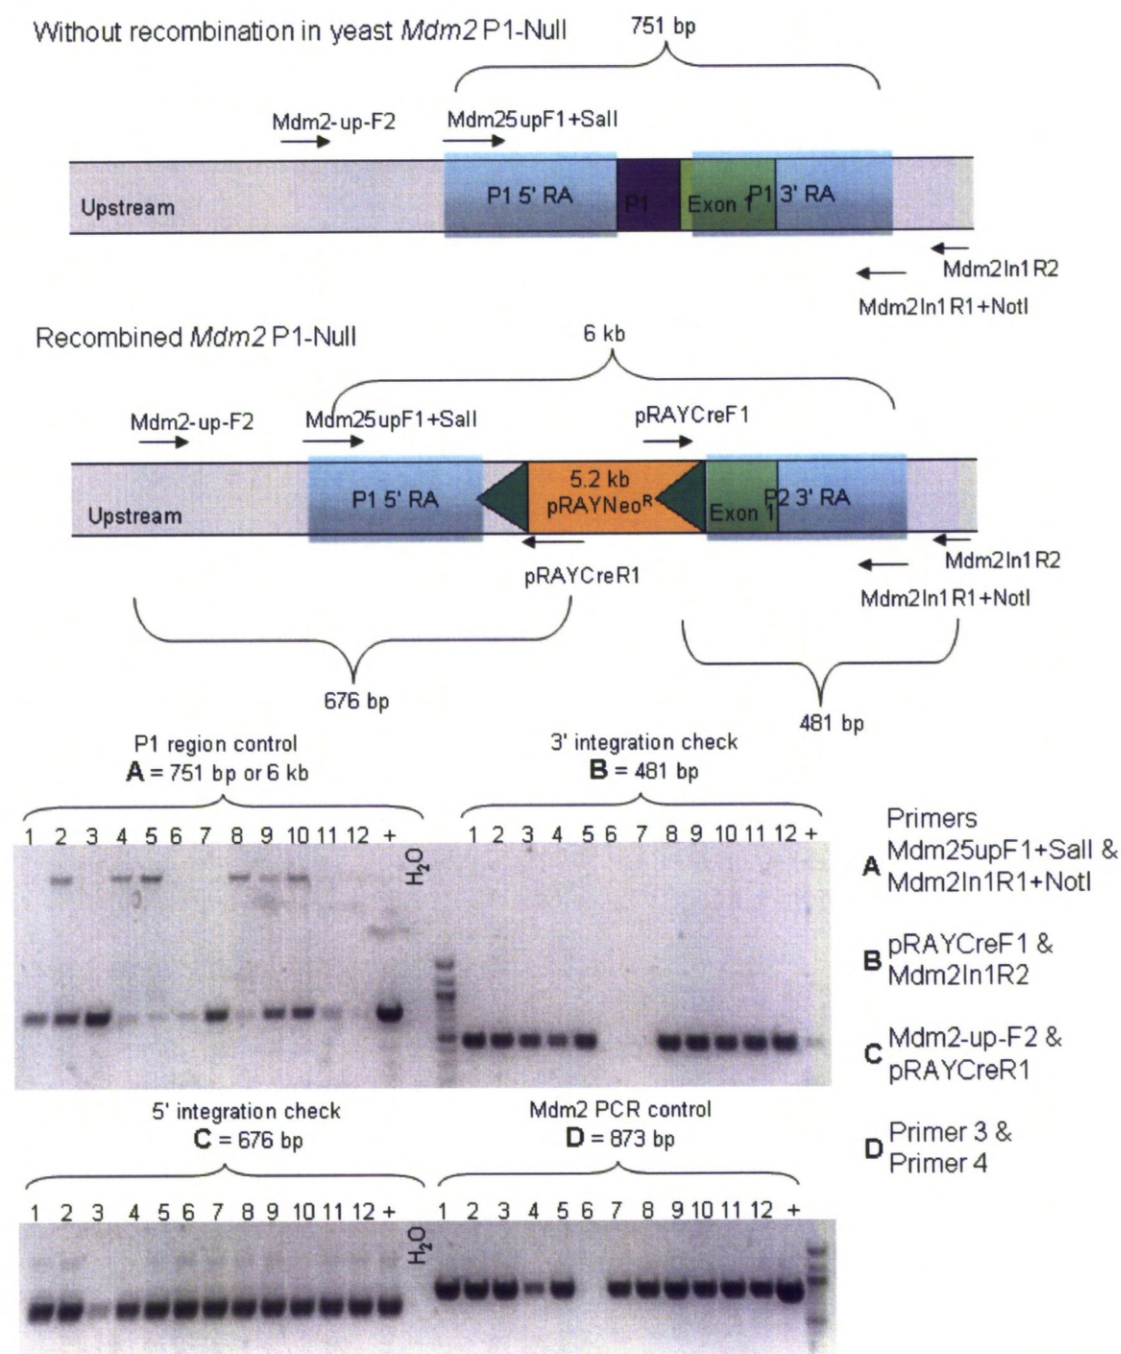 Without recombination in yeast Mdm2 P1-Null
751 bp
Mdm2-up-F2
Mdm25upF1+SalI
Upstream
P1 5' RA
P1
Exon 1
P1 3' RA
Mdm2In1R2
Mdm2In1R1+NotI
Recombined Mdm2 P1-Null
6 kb
Mdm2-up-F2
Mdm25upF1+SalI
pRAYCreF1
Upstream
P1 5' RA
5.2 kb
pRAYNeoR
Exon 1
P2 3' RA
pRAYCreR1
Mdm2In1R2
Mdm2In1R1+NotI
676 bp
481 bp
P1 region control
A = 751 bp or 6 kb
1 2 3 4 5 6 7 8 9 10 11 12 + H2O
3' integration check
B = 481 bp
1 2 3 4 5 6 7 8 9 10 11 12 +
Primers
A Mdm25upF1+SalI &
Mdm2In1R1+NotI
B pRAYCreF1 &
Mdm2In1R2
C Mdm2-up-F2 &
pRAYCreR1
D Primer 3 &
Primer 4
5' integration check
C = 676 bp
1 2 3 4 5 6 7 8 9 10 11 12 + H2O
Mdm2 PCR control
D = 873 bp
1 2 3 4 5 6 7 8 9 10 11 12 +